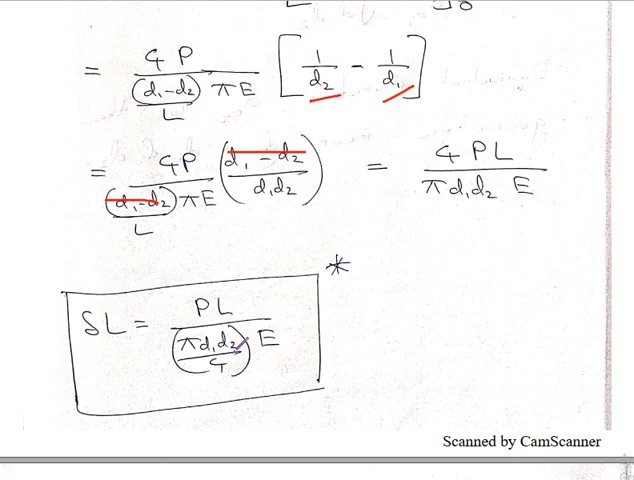 = 4P / ((d₁-d₂)/L) πE [ 1/d₂ - 1/d₁ ]
= 4P / ((d₁-d₂)/L) πE ( (d₁-d₂) / d₁d₂ ) = 4PL / πd₁d₂ E
*
δL = PL / (πd₁d₂/4) E
Scanned by CamScanner